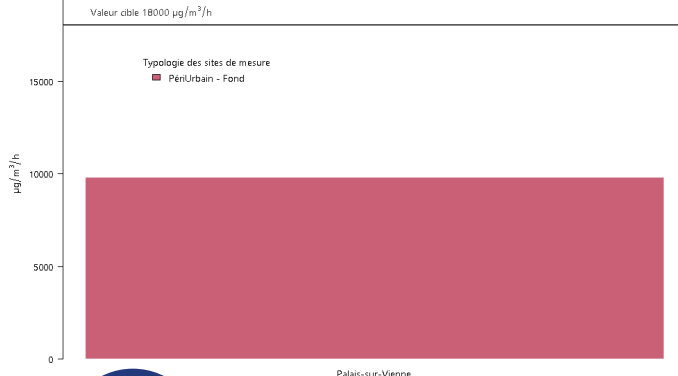 Valeur cible 18000 µg/m³/h
Typologie des sites de mesure
PériUrbain - Fond
15000
10000
5000
0
µg/m³/h
Palais-sur-Vienne